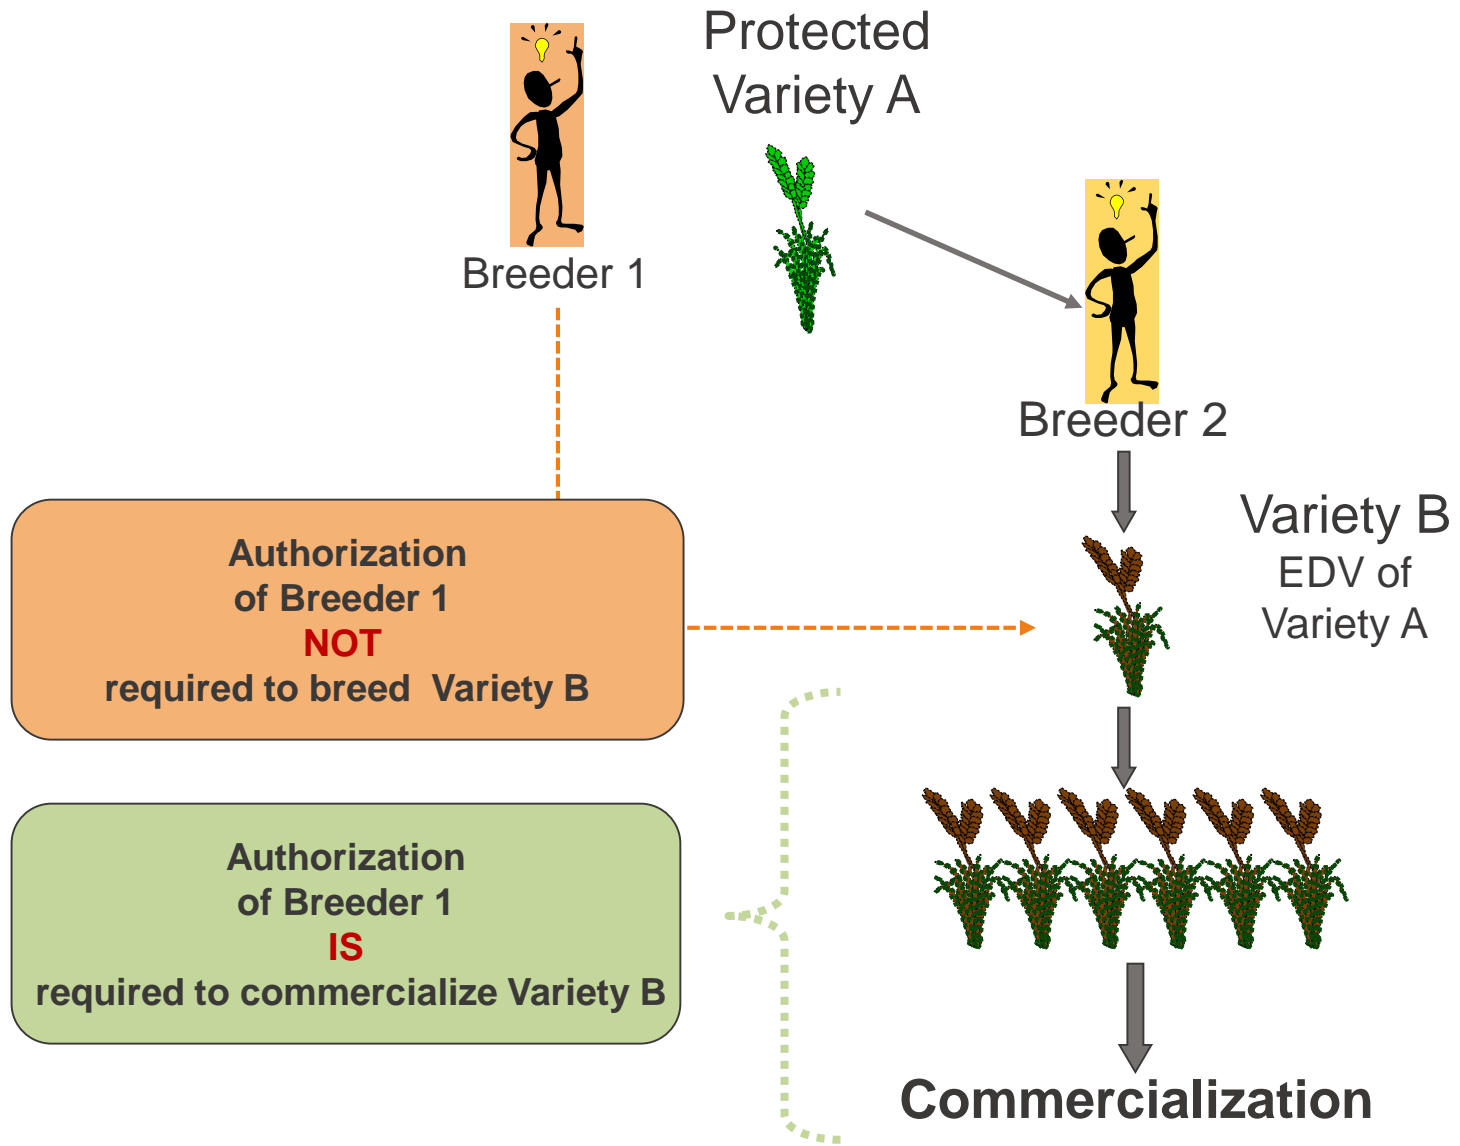 Protected
Variety A
Breeder 1
Breeder 2
Authorization
of Breeder 1
NOT
required to breed Variety B
Variety B
EDV of
Variety A
Authorization
of Breeder 1
IS
required to commercialize Variety B
Commercialization